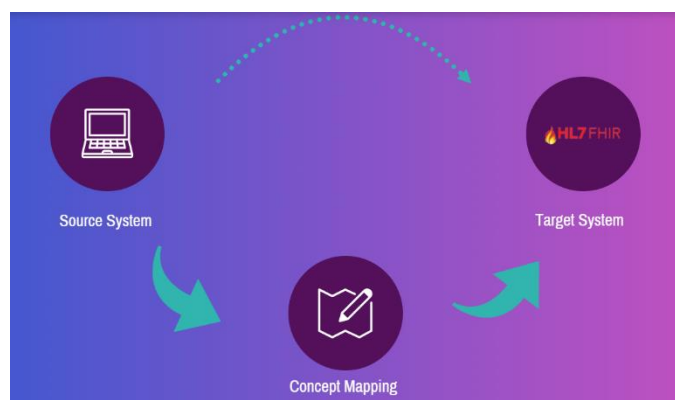 HL7 FHIR
Source System
Target System
Concept Mapping